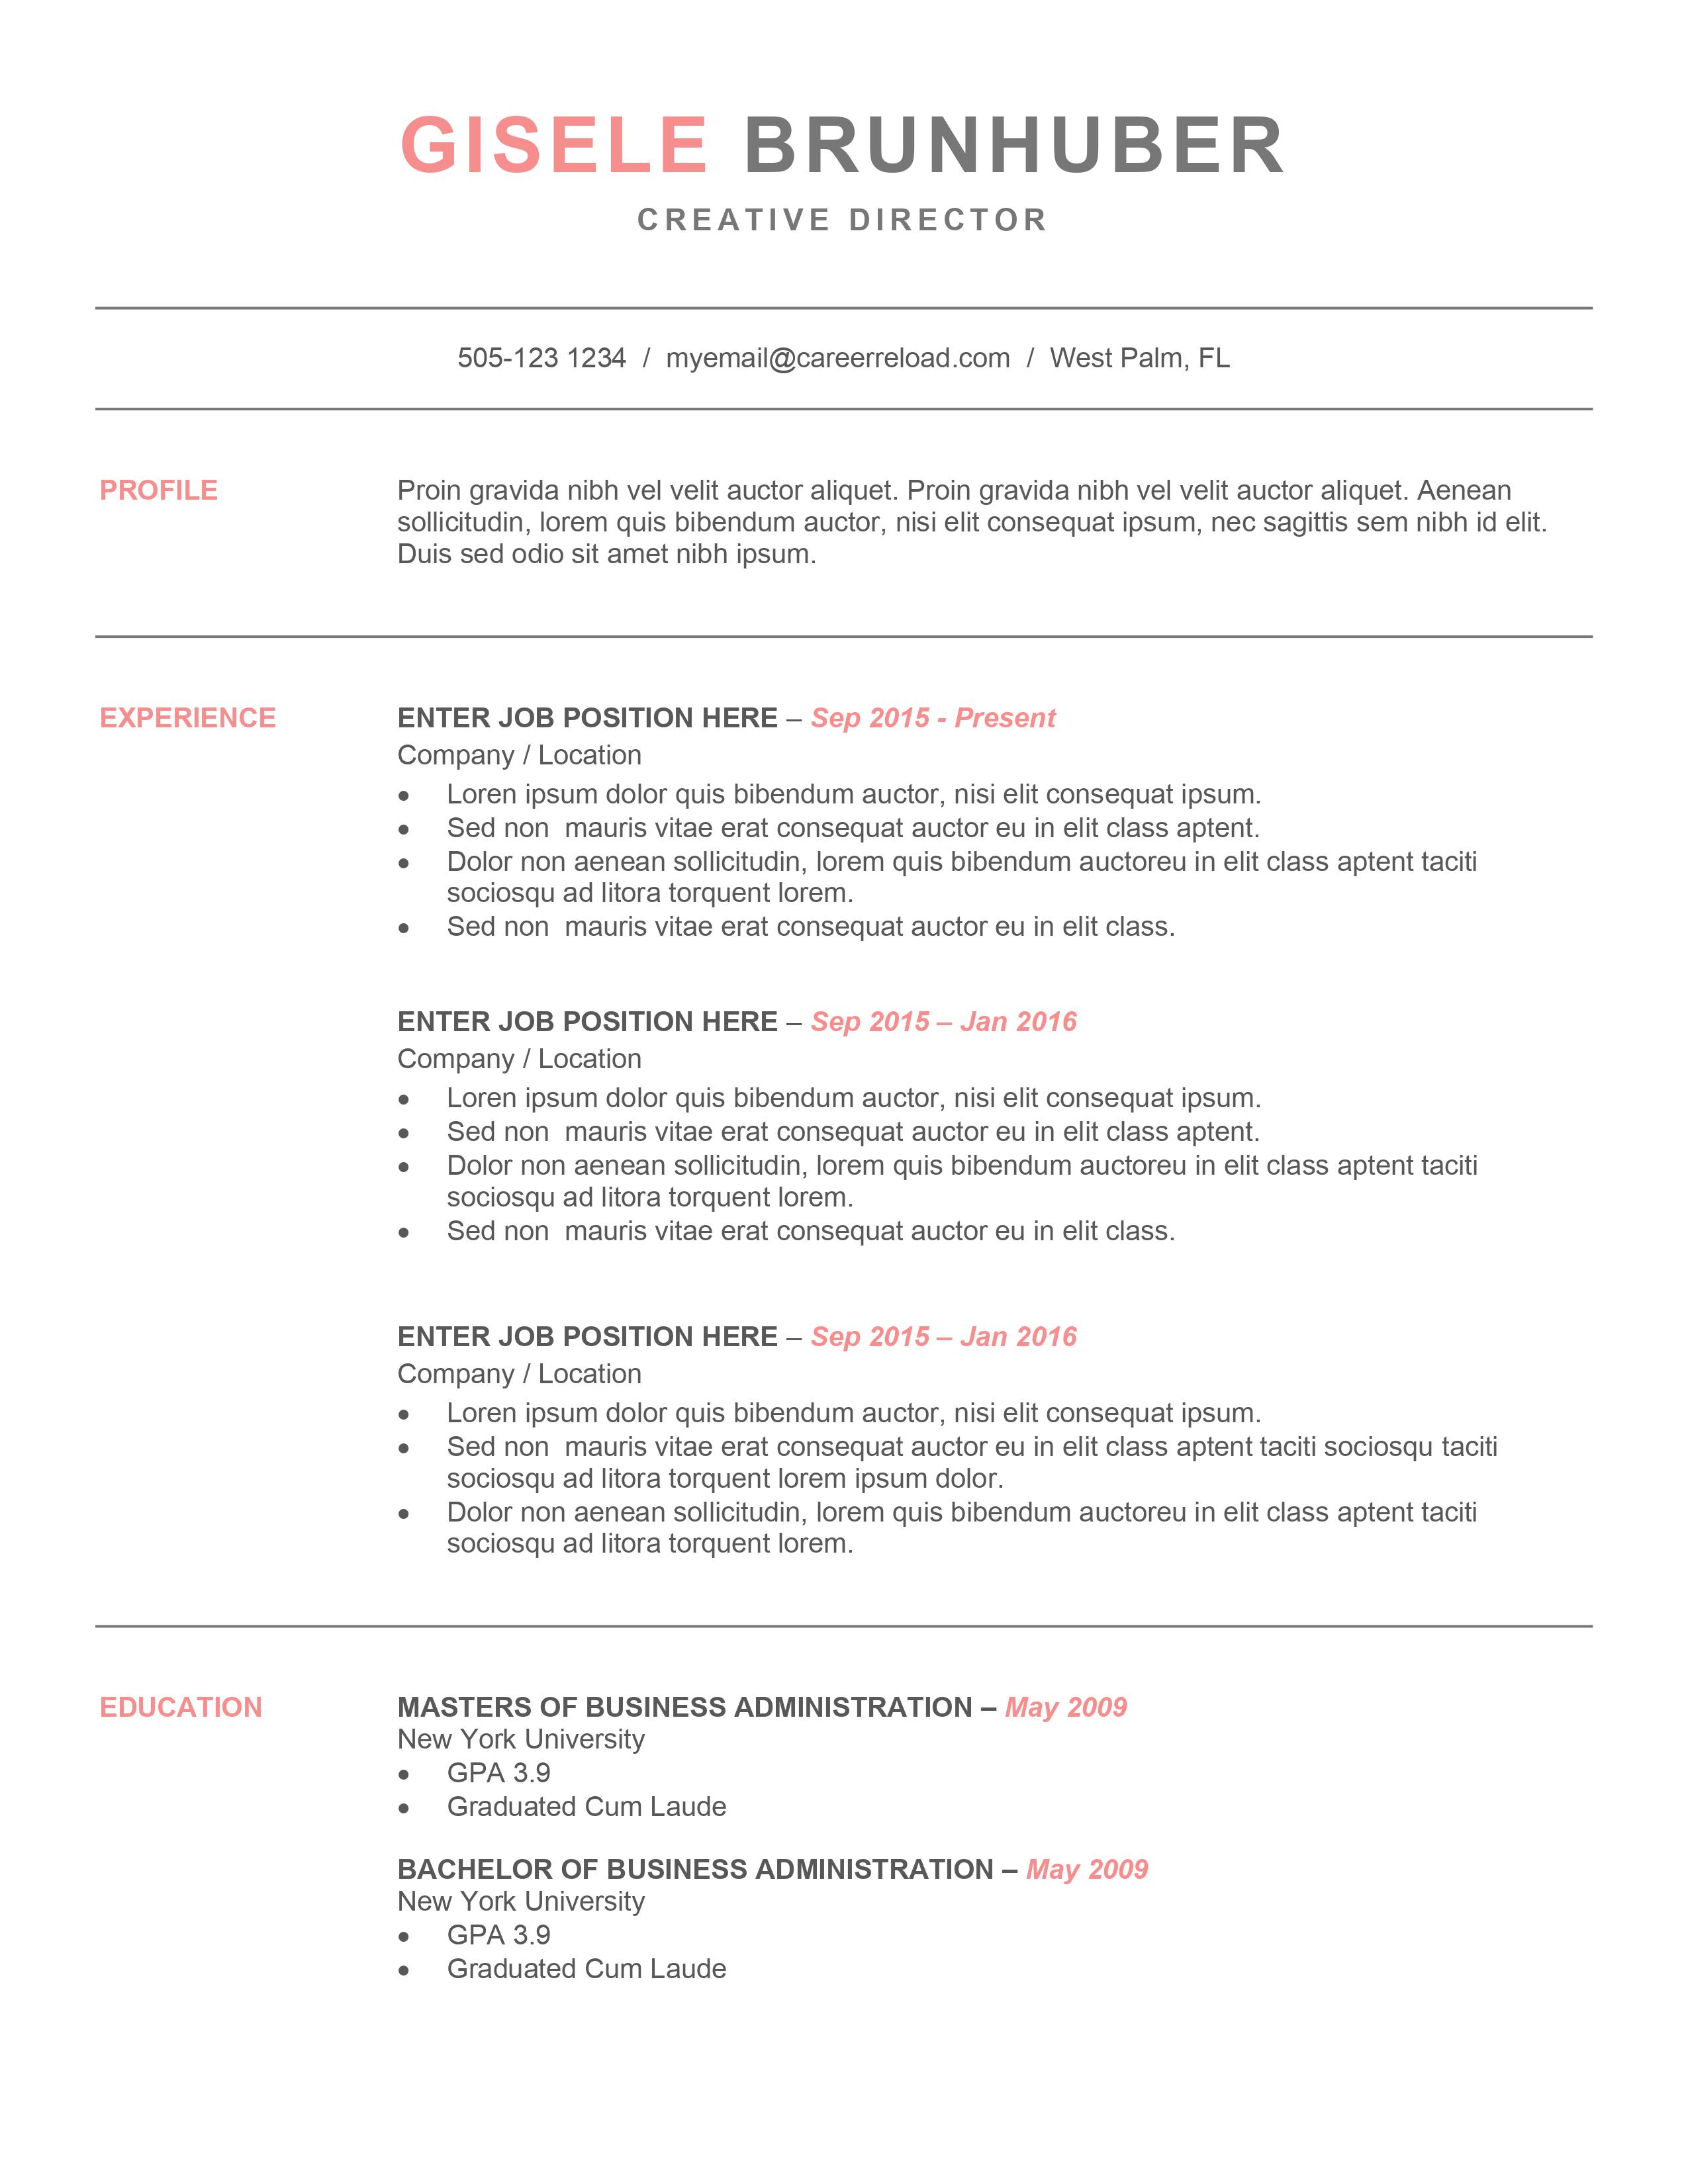 GISELE BRUNHUBER
CREATIVE DIRECTOR
505-123 1234 / myemail@careerreload.com / West Palm, FL
PROFILE
Proin gravida nibh vel velit auctor aliquet. Proin gravida nibh vel velit auctor aliquet. Aenean
sollicitudin, lorem quis bibendum auctor, nisi elit consequat ipsum, nec sagittis sem nibh id elit.
Duis sed odio sit amet nibh ipsum.
EXPERIENCE
ENTER JOB POSITION HERE – Sep 2015 - Present
Company / Location
• Loren ipsum dolor quis bibendum auctor, nisi elit consequat ipsum.
• Sed non  mauris vitae erat consequat auctor eu in elit class aptent.
• Dolor non aenean sollicitudin, lorem quis bibendum auctoreu in elit class aptent taciti
sociosqu ad litora torquent lorem.
• Sed non  mauris vitae erat consequat auctor eu in elit class.
ENTER JOB POSITION HERE – Sep 2015 – Jan 2016
Company / Location
• Loren ipsum dolor quis bibendum auctor, nisi elit consequat ipsum.
• Sed non  mauris vitae erat consequat auctor eu in elit class aptent.
• Dolor non aenean sollicitudin, lorem quis bibendum auctoreu in elit class aptent taciti
sociosqu ad litora torquent lorem.
• Sed non  mauris vitae erat consequat auctor eu in elit class.
ENTER JOB POSITION HERE – Sep 2015 – Jan 2016
Company / Location
• Loren ipsum dolor quis bibendum auctor, nisi elit consequat ipsum.
• Sed non  mauris vitae erat consequat auctor eu in elit class aptent taciti sociosqu taciti
sociosqu ad litora torquent lorem ipsum dolor.
• Dolor non aenean sollicitudin, lorem quis bibendum auctoreu in elit class aptent taciti
sociosqu ad litora torquent lorem.
EDUCATION
MASTERS OF BUSINESS ADMINISTRATION – May 2009
New York University
• GPA 3.9
• Graduated Cum Laude
BACHELOR OF BUSINESS ADMINISTRATION – May 2009
New York University
• GPA 3.9
• Graduated Cum Laude